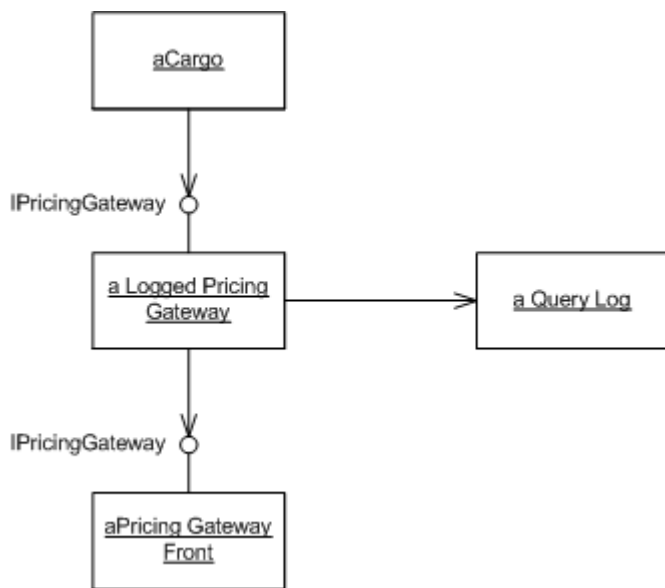 aCargo
IPricingGateway
a Logged Pricing
Gateway
a Query Log
IPricingGateway
aPricing Gateway
Front